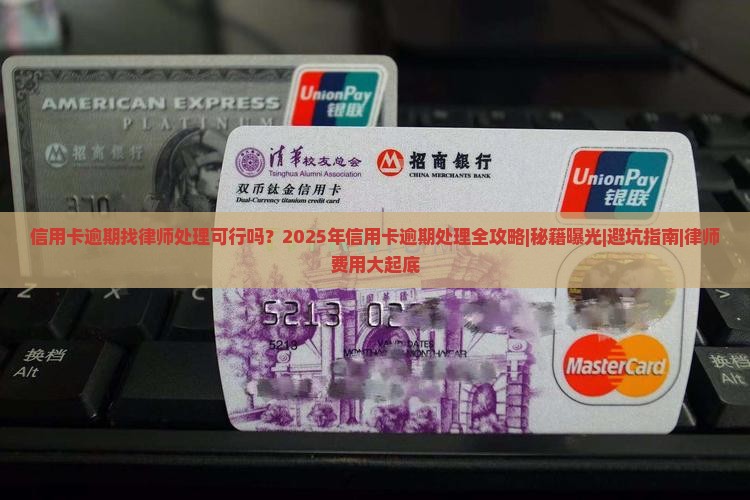 AMERICAN EXPRESS
PLATINUM
招商银行
UnionPay
银联
清華校友总会
Tsinghua Alumni Association
招商銀行
CHINA MERCHANTS BANK
双币钛金信用卡
Dual-Currency titanium credit card
UnionPay
银联
信用卡逾期找律师处理可行吗？2025年信用卡逾期处理全攻略|秘籍曝光|避坑指南|律师
费用大起底
5213 02
5213
MasterCard
换档
Alt
换档
Alt